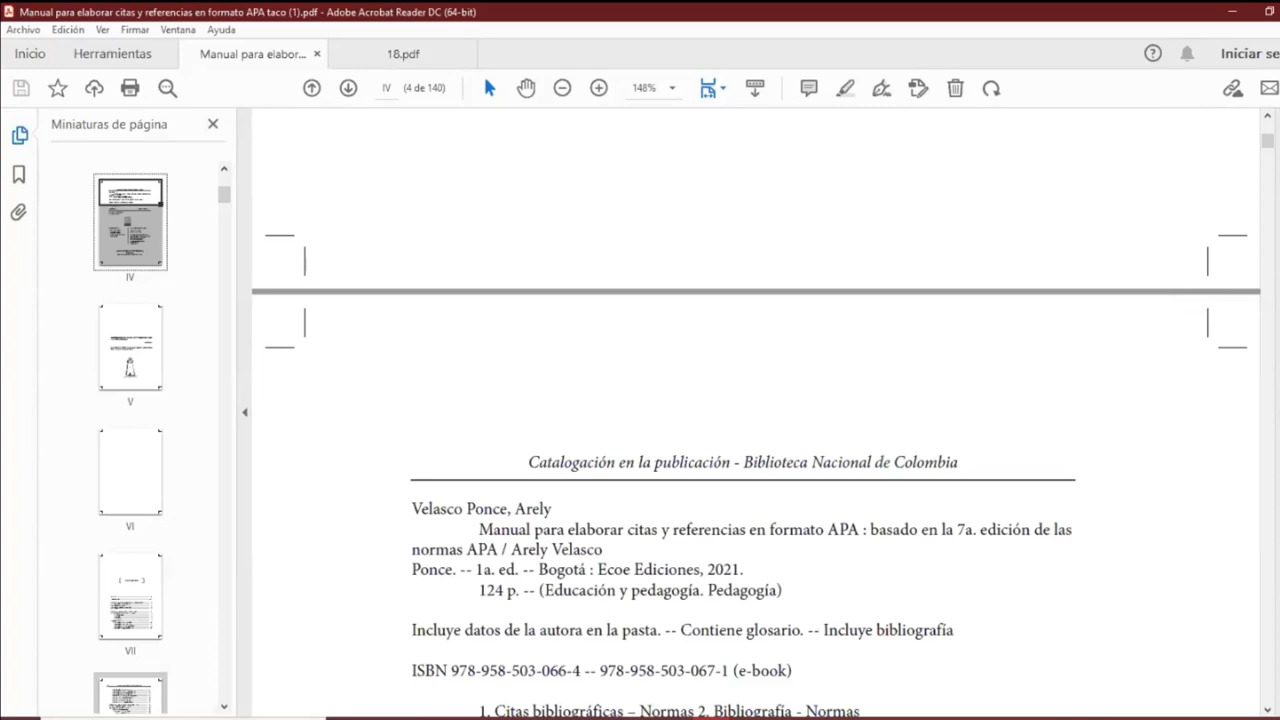 Manual para elaborar citas y referencias en formato APA taco (1).pdf - Adobe Acrobat Reader DC (64-bit)
Archivo Edición Ver Firmar Ventana Ayuda
Inicio Herramientas Manual para elabor... × 18.pdf Iniciar se
IV (4 de 140) 148%
Miniaturas de página
IV
V
VI
VII
Catalogación en la publicación - Biblioteca Nacional de Colombia
Velasco Ponce, Arely
Manual para elaborar citas y referencias en formato APA : basado en la 7a. edición de las
normas APA / Arely Velasco
Ponce. -- 1a. ed. -- Bogotá : Ecoe Ediciones, 2021.
124 p. -- (Educación y pedagogía. Pedagogía)
Incluye datos de la autora en la pasta. -- Contiene glosario. -- Incluye bibliografía
ISBN 978-958-503-066-4 -- 978-958-503-067-1 (e-book)
1. Citas bibliográficas – Normas 2. Bibliografía - Normas